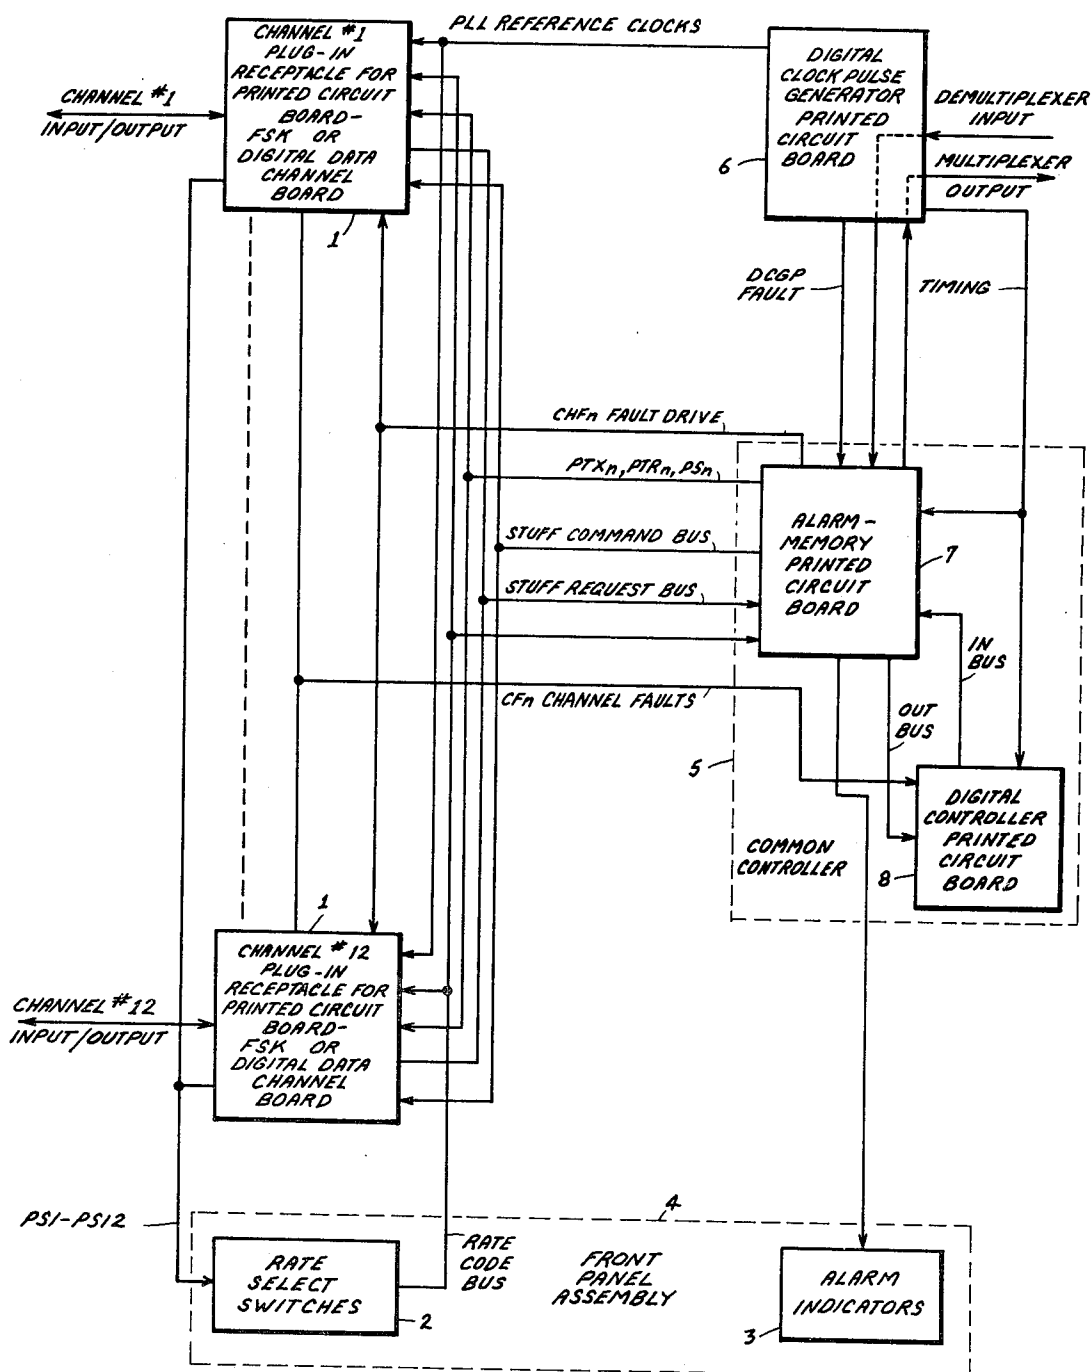 PLL REFERENCE CLOCKS
CHANNEL #1
PLUG-IN
RECEPTACLE FOR
PRINTED CIRCUIT
BOARD-
FSK OR
DIGITAL DATA
CHANNEL
BOARD
1
CHANNEL #1
INPUT/OUTPUT
DIGITAL
CLOCK PULSE
GENERATOR
PRINTED
CIRCUIT
BOARD
6
DEMULTIPLEXER
INPUT
MULTIPLEXER
OUTPUT
DCGP
FAULT
TIMING
CHFn FAULT DRIVE
PTXn, PTRn, PSn
STUFF COMMAND BUS
STUFF REQUEST BUS
CFn CHANNEL FAULTS
ALARM-
MEMORY
PRINTED
CIRCUIT
BOARD
7
IN
BUS
OUT
BUS
5
COMMON
CONTROLLER
DIGITAL
CONTROLLER
PRINTED
CIRCUIT
BOARD
8
1
CHANNEL #12
PLUG-IN
RECEPTACLE FOR
PRINTED CIRCUIT
BOARD-
FSK OR
DIGITAL DATA
CHANNEL
BOARD
CHANNEL #12
INPUT/OUTPUT
PS1-PS12
4
RATE
SELECT
SWITCHES
2
RATE
CODE
BUS
FRONT
PANEL
ASSEMBLY
ALARM
INDICATORS
3